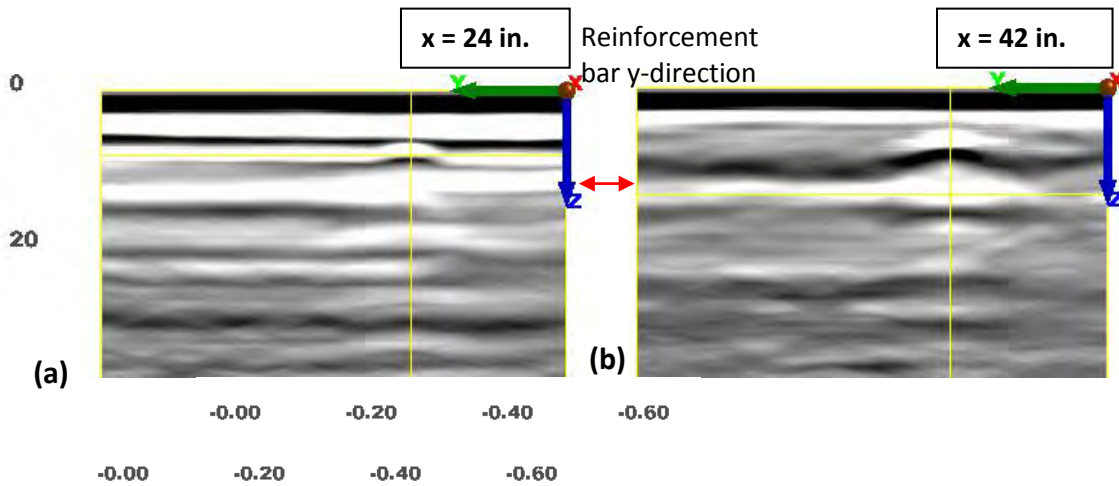 x = 24 in.
Reinforcement
bar y-direction
x = 42 in.
0
Y
X
Y
X
Z
Z
20
(a)
(b)
-0.00 -0.20 -0.40 -0.60
-0.00 -0.20 -0.40 -0.60